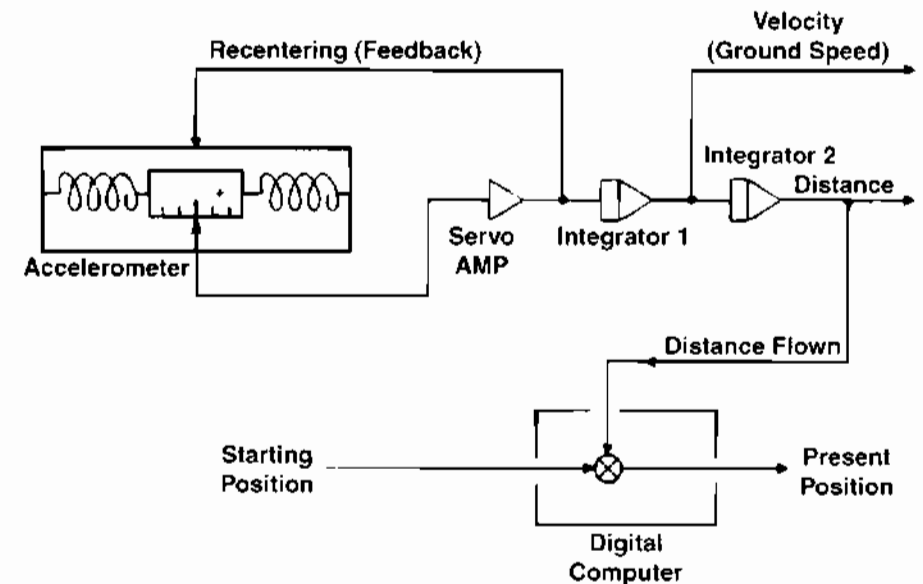 Velocity
(Ground Speed)
Recentering (Feedback)
Integrator 2
Distance
+
Servo
AMP
Integrator 1
Accelerometer
Distance Flown
Starting
Position
Present
Position
Digital
Computer